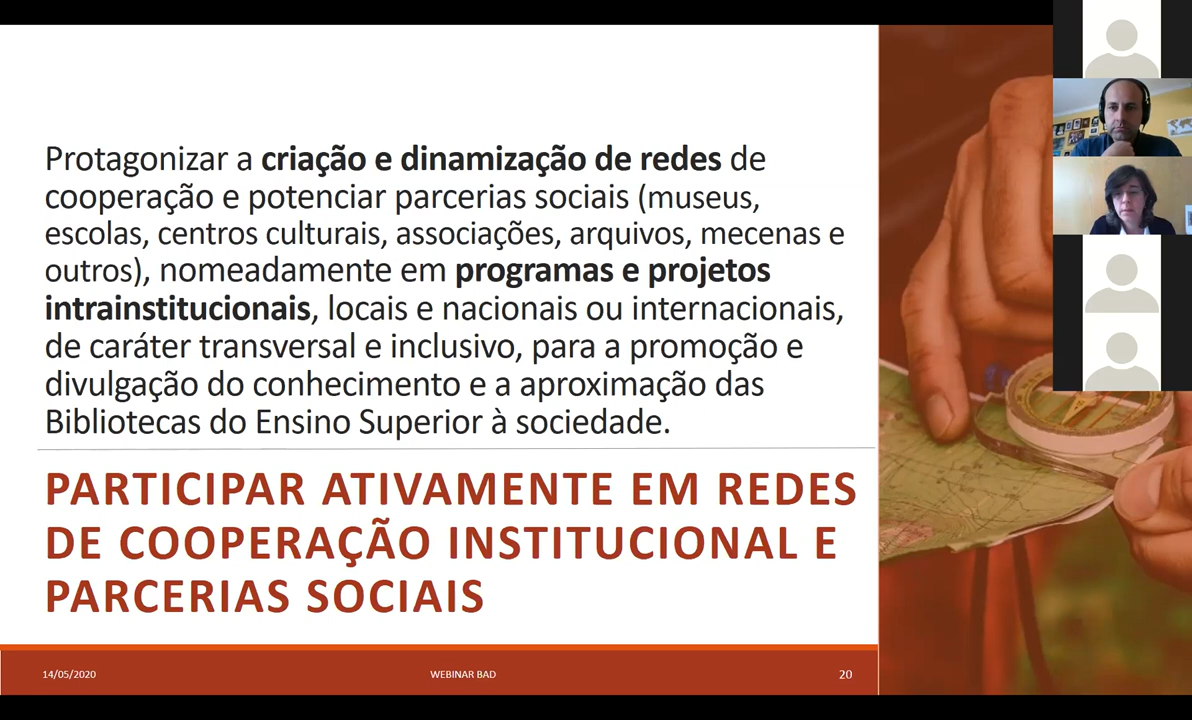 Protagonizar a criação e dinamização de redes de
cooperação e potenciar parcerias sociais (museus,
escolas, centros culturais, associações, arquivos, mecenas e
outros), nomeadamente em programas e projetos
intrainstitucionais, locais e nacionais ou internacionais,
de caráter transversal e inclusivo, para a promoção e
divulgação do conhecimento e a aproximação das
Bibliotecas do Ensino Superior à sociedade.
PARTICIPAR ATIVAMENTE EM REDES
DE COOPERAÇÃO INSTITUCIONAL E
PARCERIAS SOCIAIS
14/05/2020
WEBINAR BAD
20